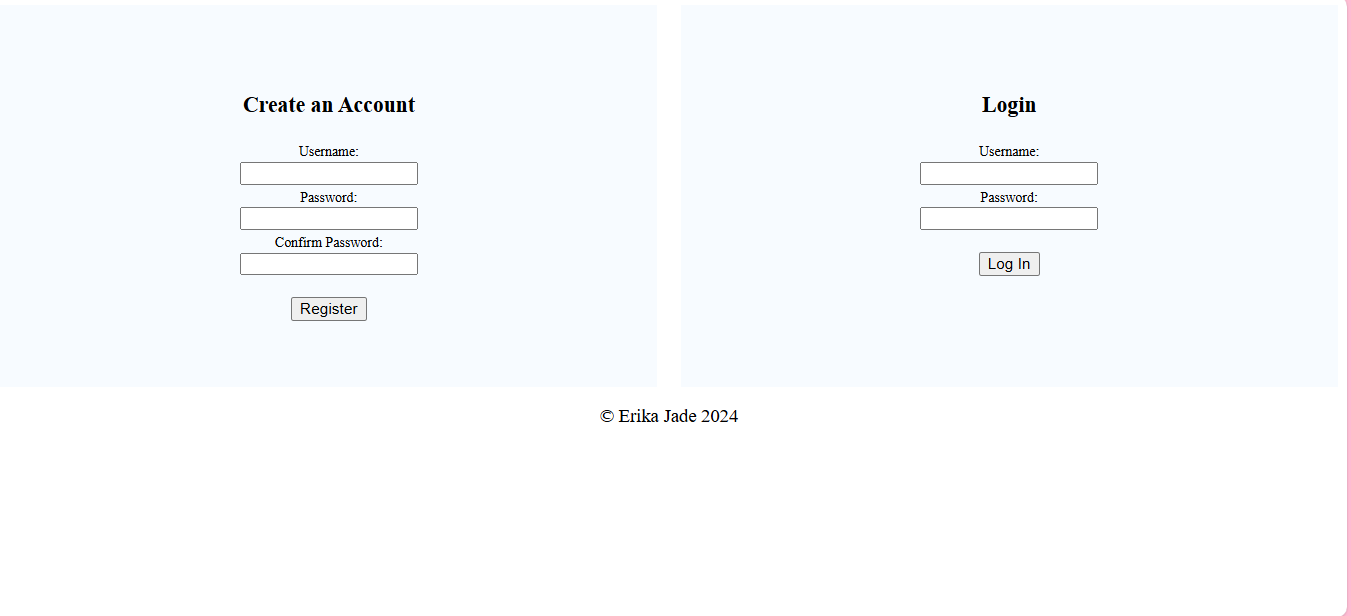 Create an Account
Username:
Password:
Confirm Password:
Register
Login
Username:
Password:
Log In
© Erika Jade 2024